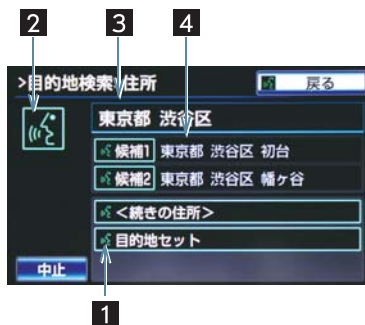 2 3 4
>目的地検索>住所 戻る
東京都 渋谷区
候補1 東京都 渋谷区 初台
候補2 東京都 渋谷区 幡ヶ谷
<続きの住所>
目的地セット
中止
1